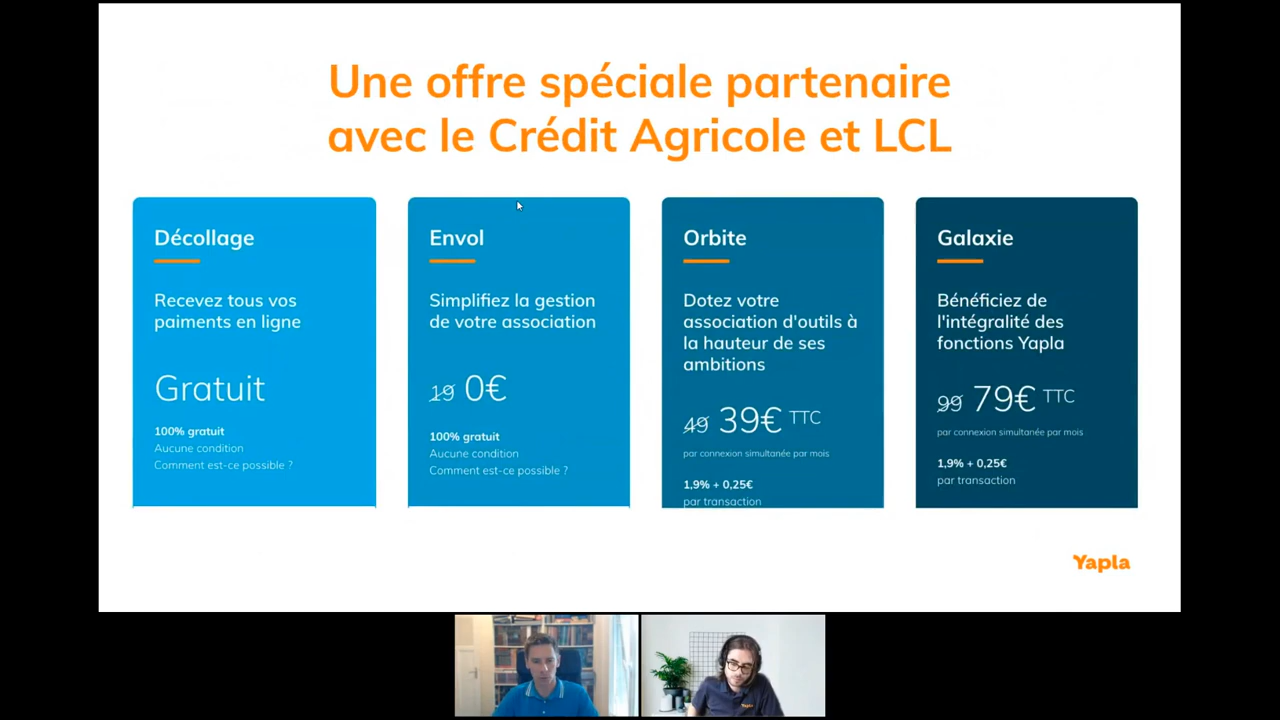 Une offre spéciale partenaire
avec le Crédit Agricole et LCL
Décollage
Recevez tous vos
paiments en ligne
Gratuit
100% gratuit
Aucune condition
Comment est-ce possible ?
Envol
Simplifiez la gestion
de votre association
19 0€
100% gratuit
Aucune condition
Comment est-ce possible ?
Orbite
Dotez votre
association d'outils à
la hauteur de ses
ambitions
49 39€ TTC
par connexion simultanée par mois
1,9% + 0,25€
par transaction
Galaxie
Bénéficiez de
l'intégralité des
fonctions Yapla
99 79€ TTC
par connexion simultanée par mois
1,9% + 0,25€
par transaction
Yapla
Yapla